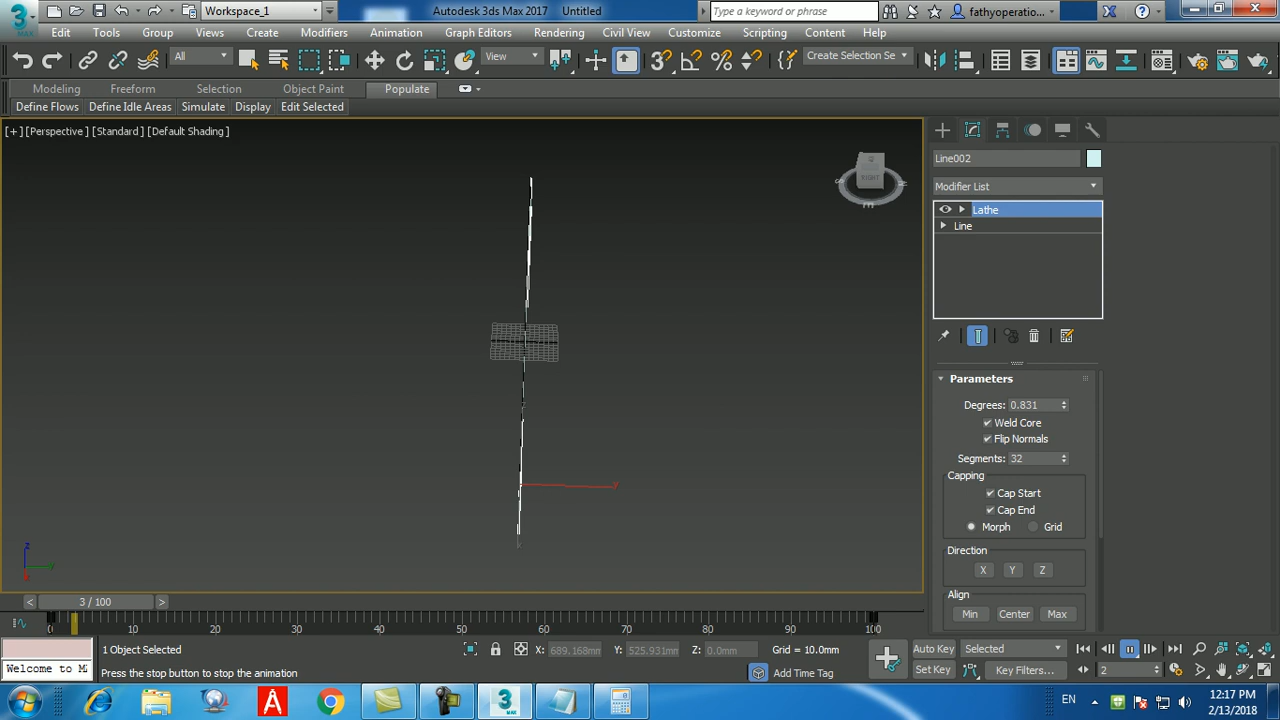 Workspace_1
Autodesk 3ds Max 2017 Untitled
Type a keyword or phrase
fathyoperatio...
MAX
Edit Tools Group Views Create Modifiers Animation Graph Editors Rendering Civil View Customize Scripting Content Help
All
View
Create Selection Se
Modeling Freeform Selection Object Paint Populate
Define Flows Define Idle Areas Simulate Display Edit Selected
[+] [Perspective] [Standard] [Default Shading]
RIGHT
Line002
Modifier List
Lathe
Line
Parameters
Degrees: 0.831
Weld Core
Flip Normals
Segments: 32
Capping
Cap Start
Cap End
Morph Grid
Direction
X Y Z
Align
Min Center Max
y
z
x
z
y
< 3 / 100 >
0 10 20 30 40 50 60 70 80 90 100
1 Object Selected
X: 689.168mm Y: 525.931mm Z: 0.0mm
Grid = 10.0mm
Auto Key Selected
Welcome to M
Press the stop button to stop the animation
Add Time Tag
Set Key Key Filters...
2
EN
12:17 PM
2/13/2018